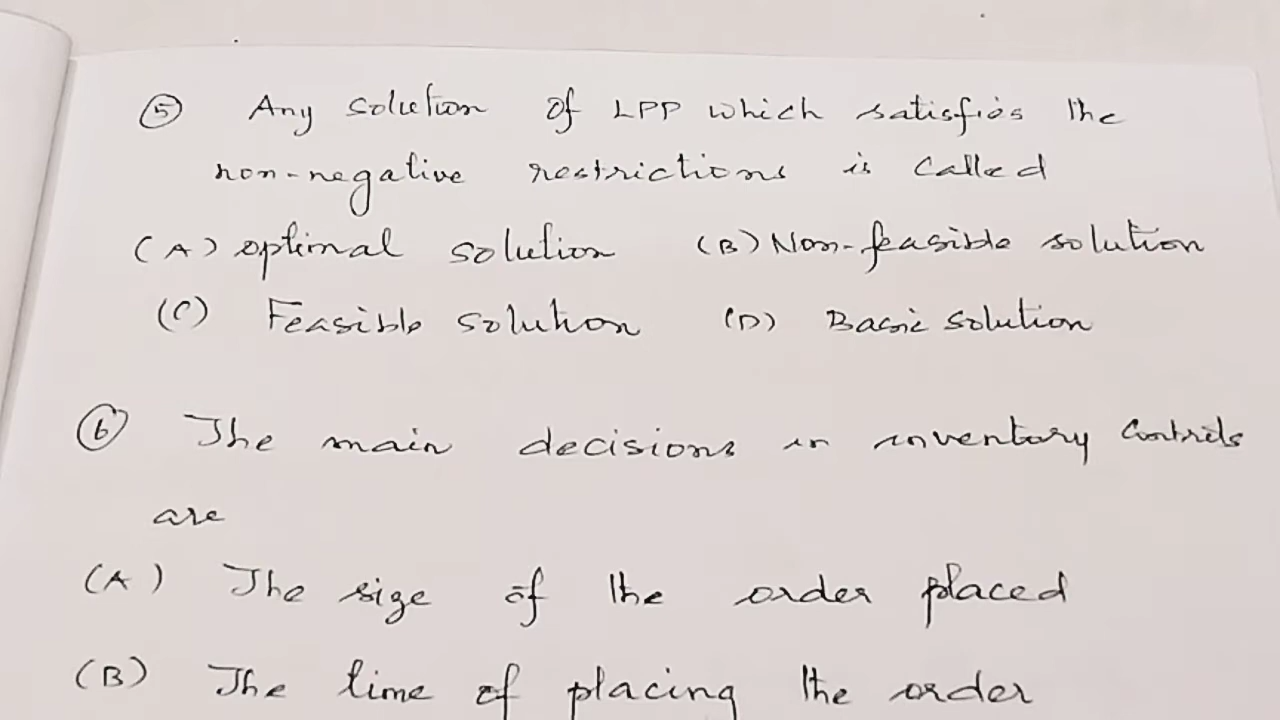 5 Any solution of LPP which satisfies the
non-negative restrictions is called
(A) optimal solution (B) Non-feasible solution
(C) Feasible solution (D) Basic solution
6 The main decisions in inventory controls
are
(A) The size of the order placed
(B) The time of placing the order